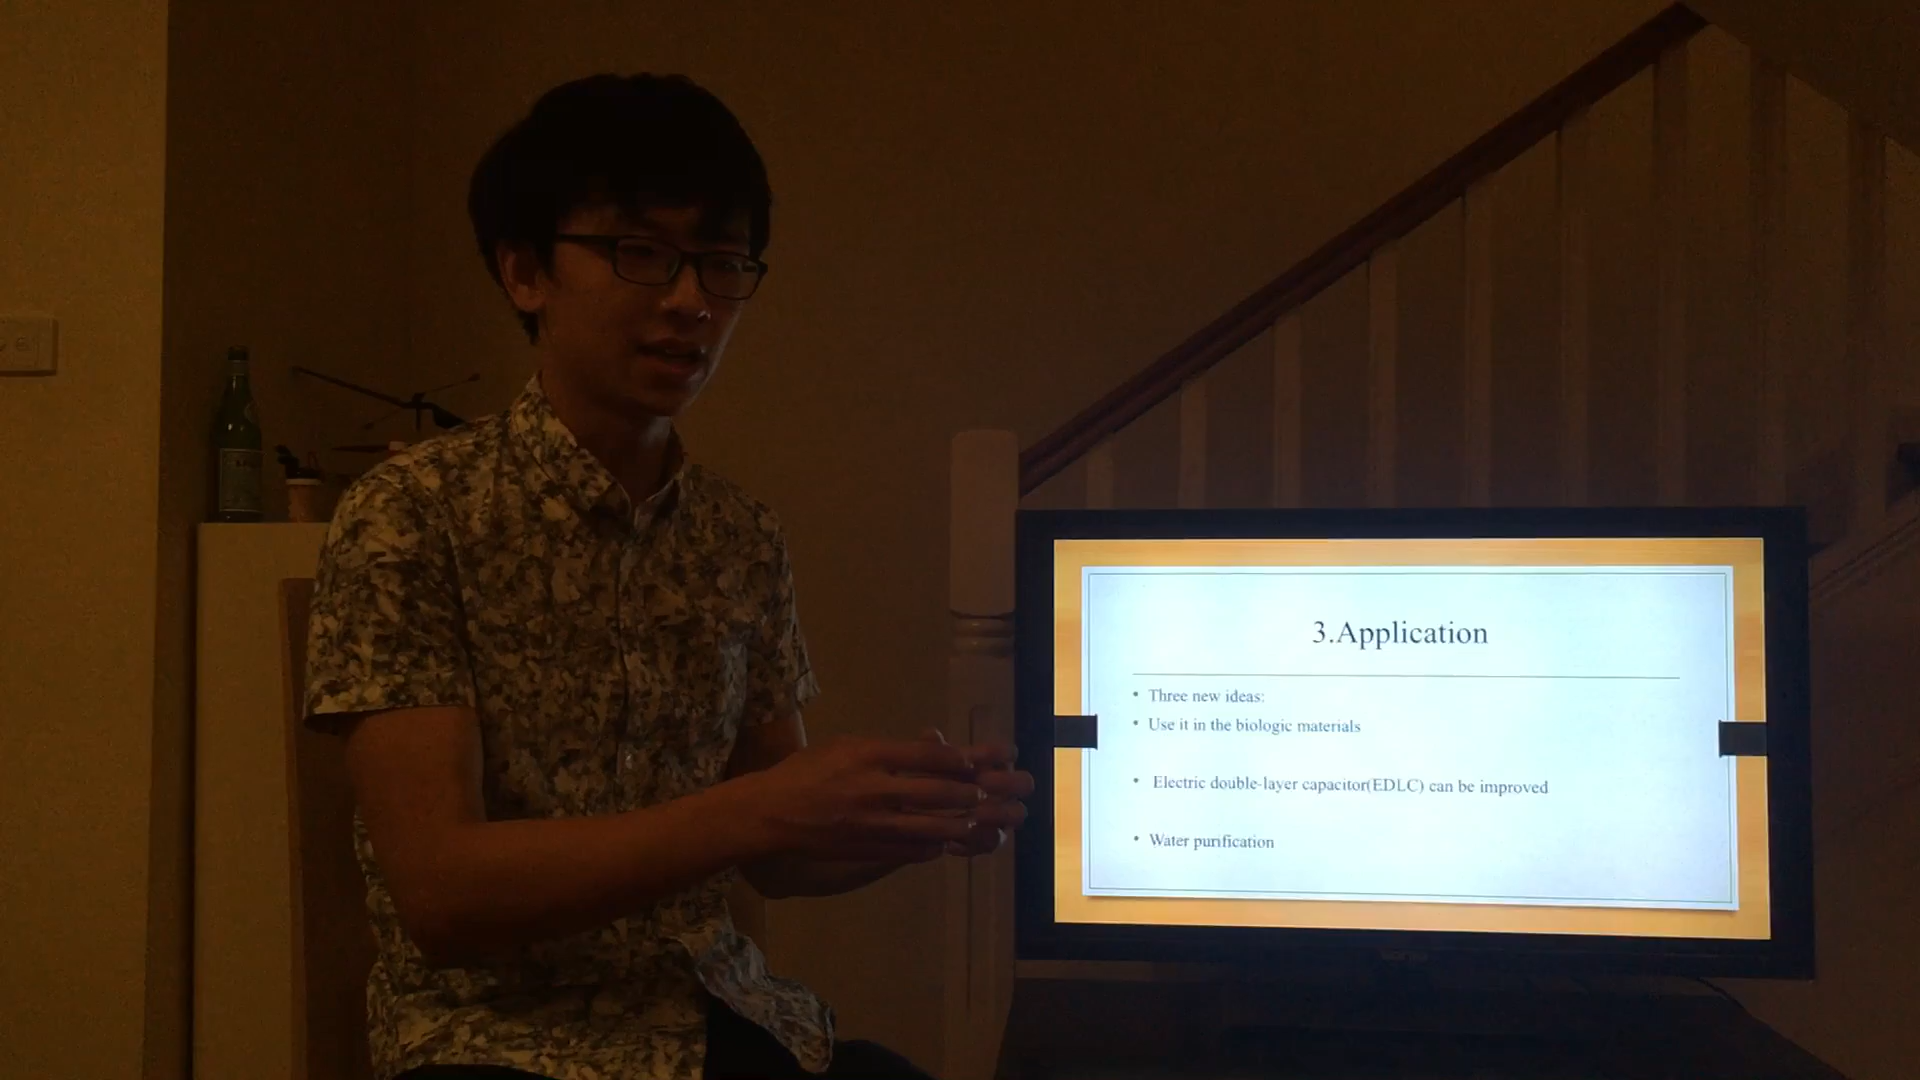 3.Application
• Three new ideas:
• Use it in the biologic materials
• Electric double-layer capacitor(EDLC) can be improved
• Water purification